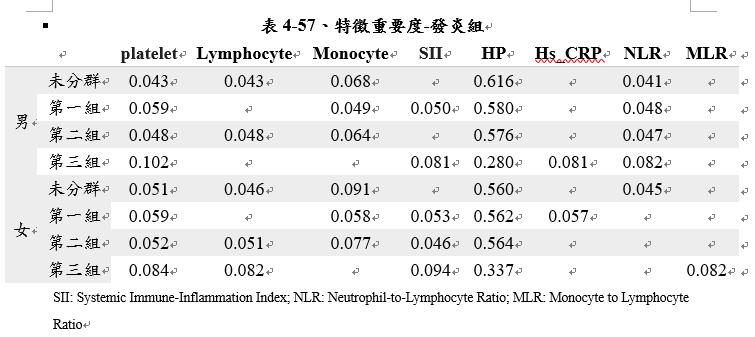 表 4-57、特徵重要度-發炎組
platelet Lymphocyte Monocyte SII HP Hs_CRP NLR MLR
男
未分群 0.043 0.043 0.068 0.616 0.041
第一組 0.059 0.049 0.050 0.580 0.048
第二組 0.048 0.048 0.064 0.576 0.047
第三組 0.102 0.081 0.280 0.081 0.082
女
未分群 0.051 0.046 0.091 0.560 0.045
第一組 0.059 0.058 0.053 0.562 0.057
第二組 0.052 0.051 0.077 0.046 0.564
第三組 0.084 0.082 0.094 0.337 0.082
SII: Systemic Immune-Inflammation Index; NLR: Neutrophil-to-Lymphocyte Ratio; MLR: Monocyte to Lymphocyte
Ratio